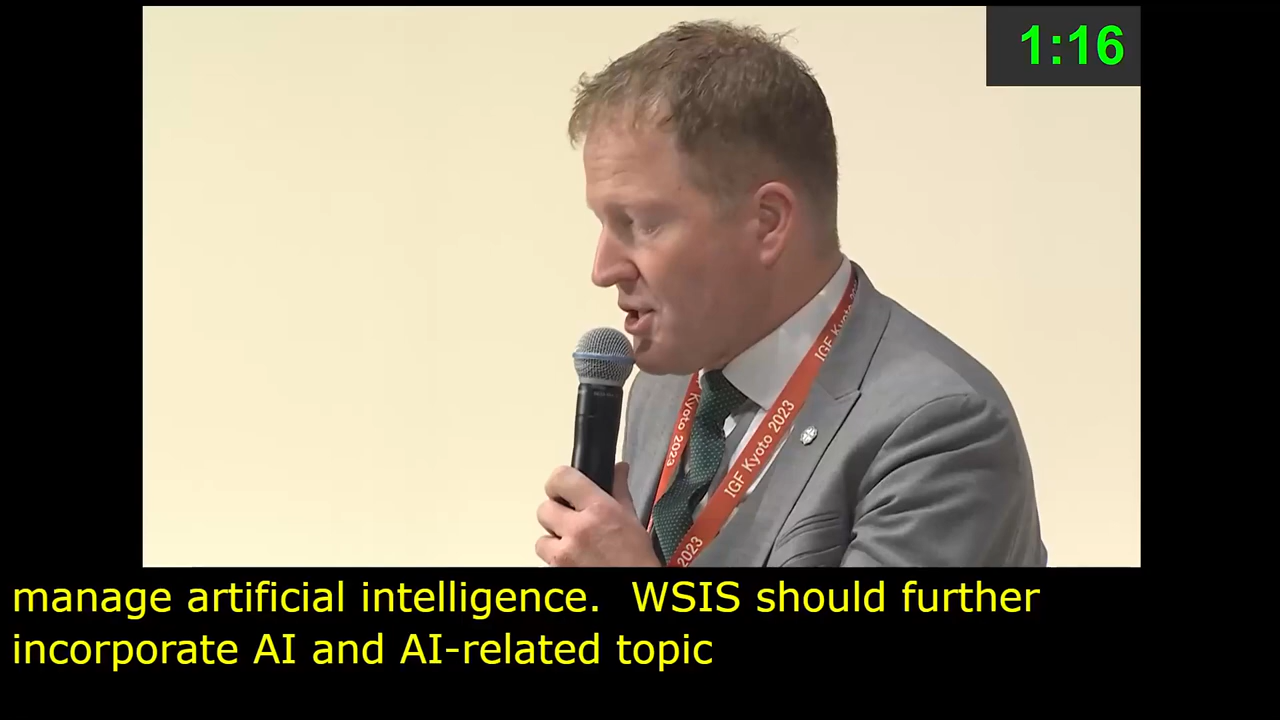 1:16
IGF Kyoto 2023
Kyoto 2023
2023
manage artificial intelligence.  WSIS should further
incorporate AI and AI-related topic